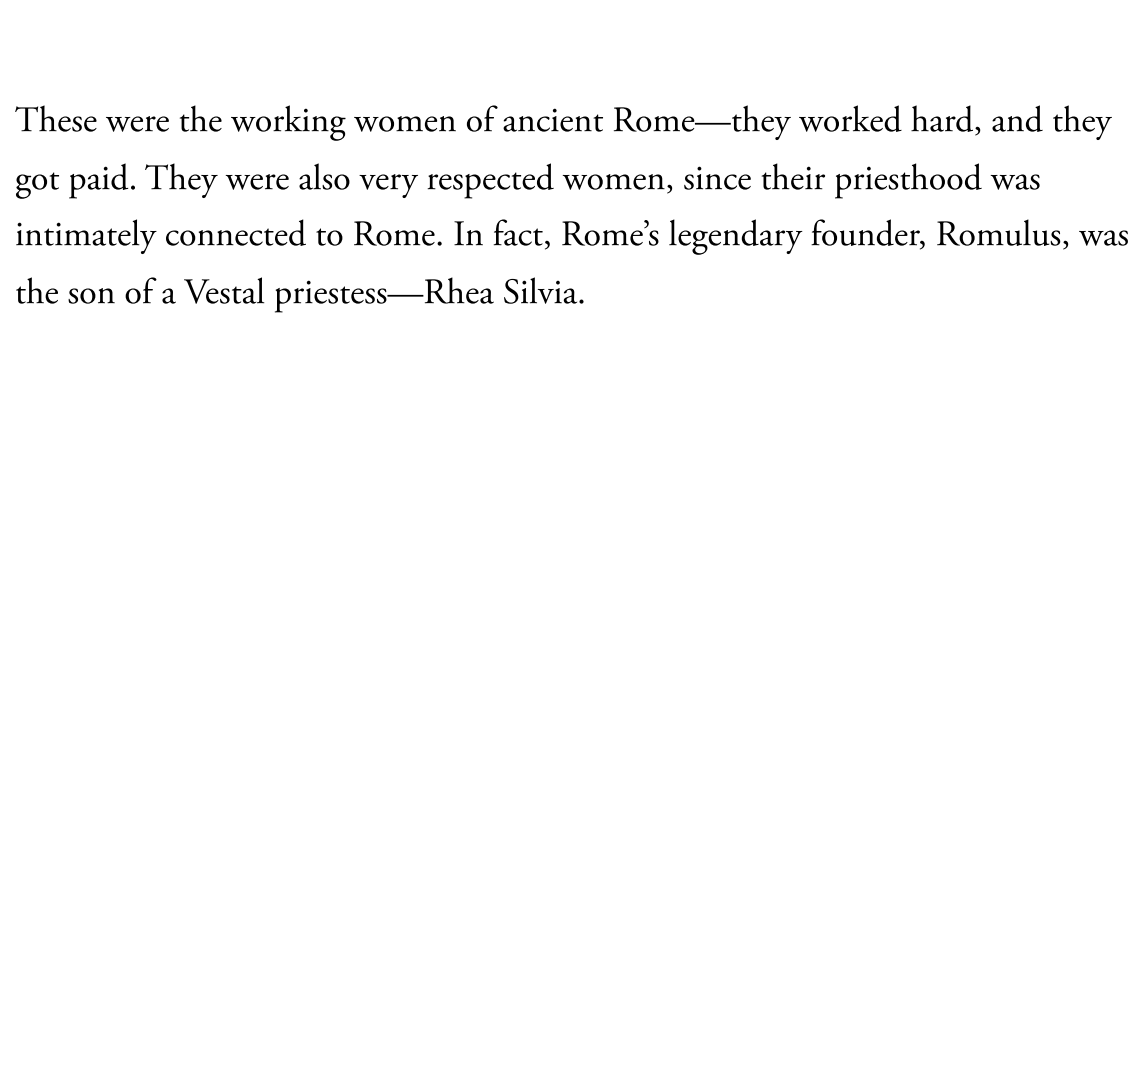 These were the working women of ancient Rome—they worked hard, and they
got paid. They were also very respected women, since their priesthood was
intimately connected to Rome. In fact, Rome’s legendary founder, Romulus, was
the son of a Vestal priestess—Rhea Silvia.